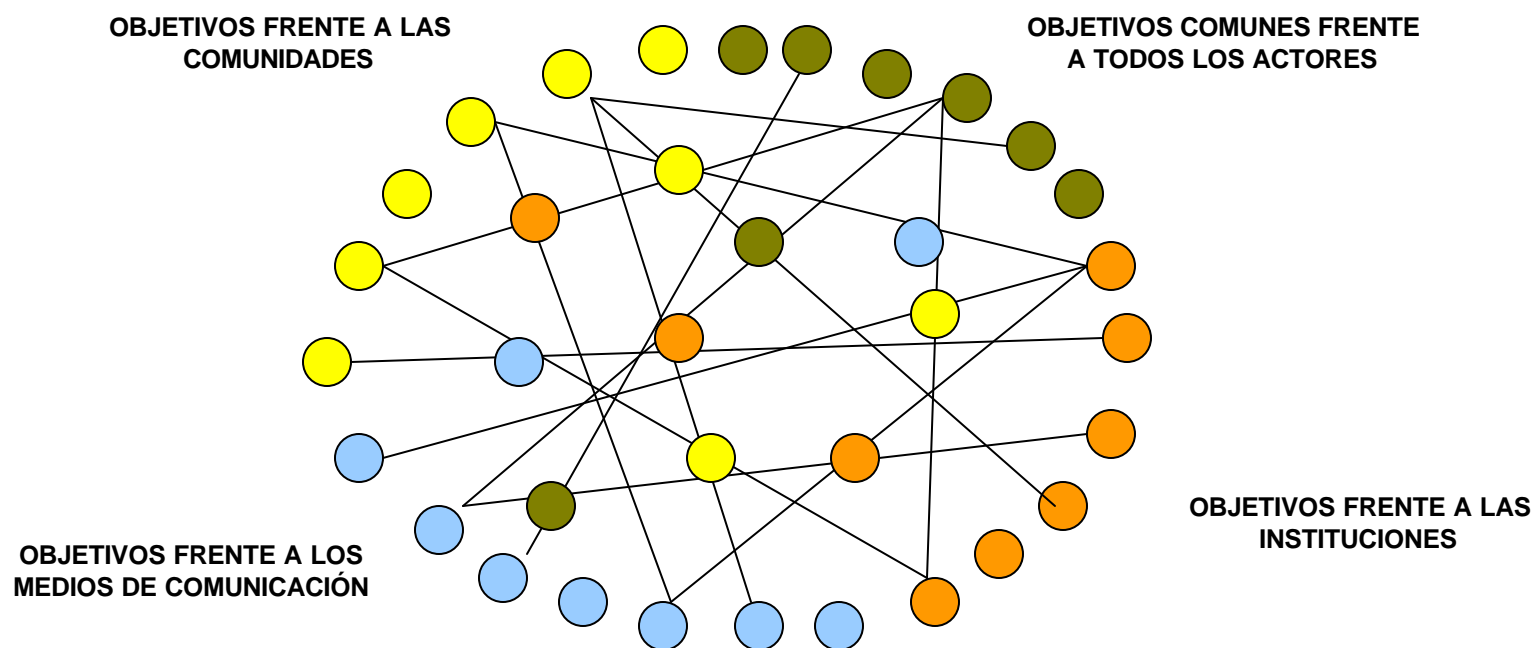 OBJETIVOS FRENTE A LAS
COMUNIDADES
OBJETIVOS COMUNES FRENTE
A TODOS LOS ACTORES
OBJETIVOS FRENTE A LOS
MEDIOS DE COMUNICACIÓN
OBJETIVOS FRENTE A LAS
INSTITUCIONES